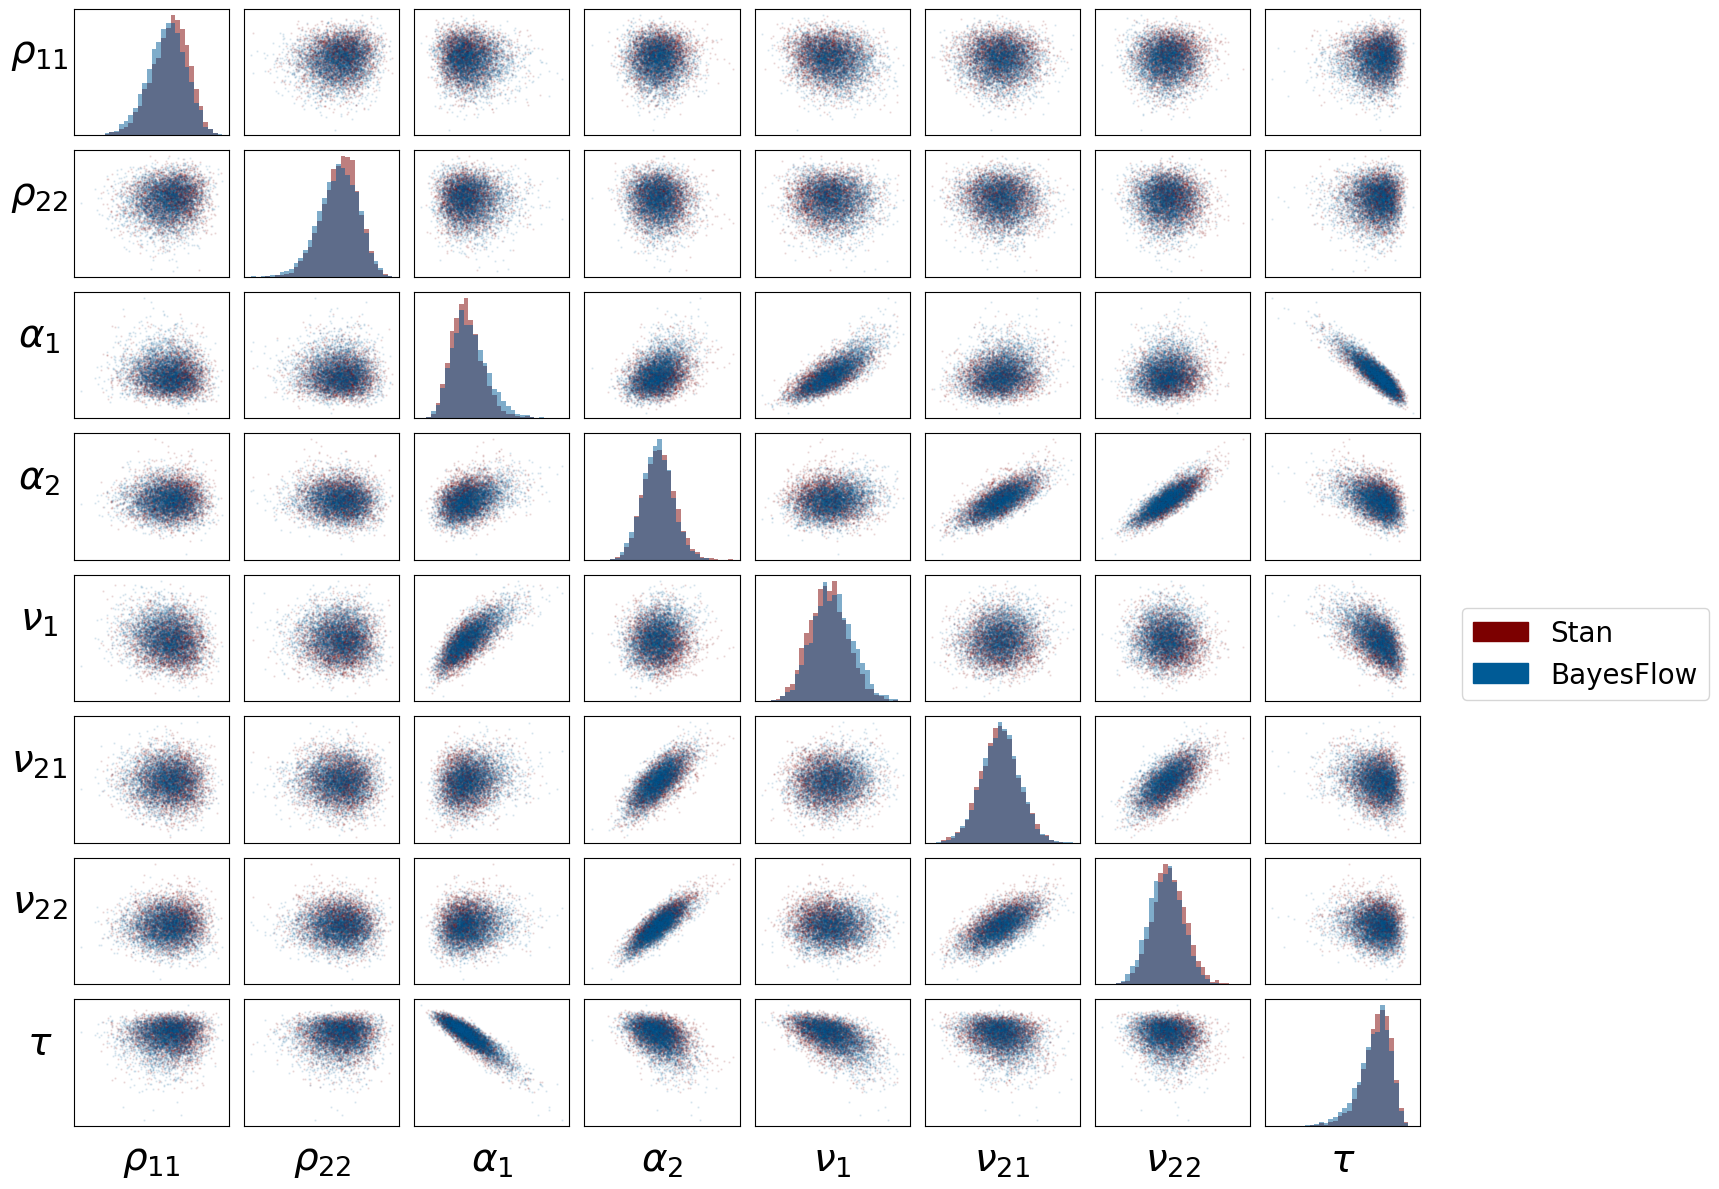 ρ11
ρ22
α1
α2
ν1
Stan
BayesFlow
ν21
ν22
τ
ρ11 ρ22 α1 α2 ν1 ν21 ν22 τ